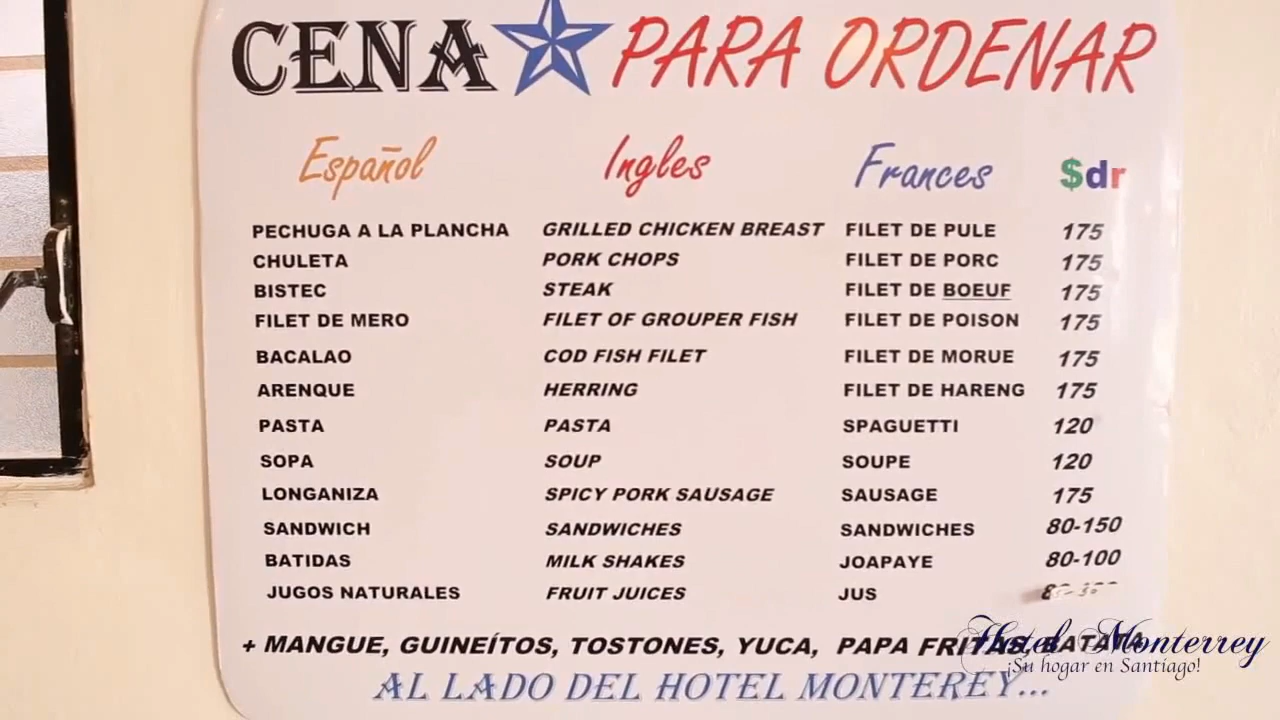 CENA PARA ORDENAR
Español Ingles Frances $dr
PECHUGA A LA PLANCHA GRILLED CHICKEN BREAST FILET DE PULE 175
CHULETA PORK CHOPS FILET DE PORC 175
BISTEC STEAK FILET DE BOEUF 175
FILET DE MERO FILET OF GROUPER FISH FILET DE POISON 175
BACALAO COD FISH FILET FILET DE MORUE 175
ARENQUE HERRING FILET DE HARENG 175
PASTA PASTA SPAGUETTI 120
SOPA SOUP SOUPE 120
LONGANIZA SPICY PORK SAUSAGE SAUSAGE 175
SANDWICH SANDWICHES SANDWICHES 80-150
BATIDAS MILK SHAKES JOAPAYE 80-100
JUGOS NATURALES FRUIT JUICES JUS
+ MANGUE, GUINEÍTOS, TOSTONES, YUCA, PAPA FRITAS, BATATA
Hotel Monterrey
¡Su hogar en Santiago!
AL LADO DEL HOTEL MONTEREY...